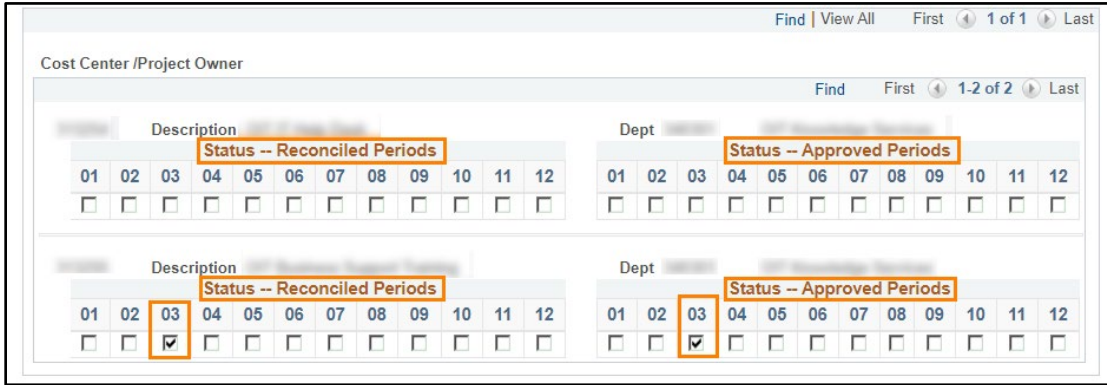 Find | View All First 1 of 1 Last
Cost Center /Project Owner
Find First 1-2 of 2 Last
Description Dept
Status -- Reconciled Periods Status -- Approved Periods
01 02 03 04 05 06 07 08 09 10 11 12 01 02 03 04 05 06 07 08 09 10 11 12
Description Dept
Status -- Reconciled Periods Status -- Approved Periods
01 02 03 04 05 06 07 08 09 10 11 12 01 02 03 04 05 06 07 08 09 10 11 12